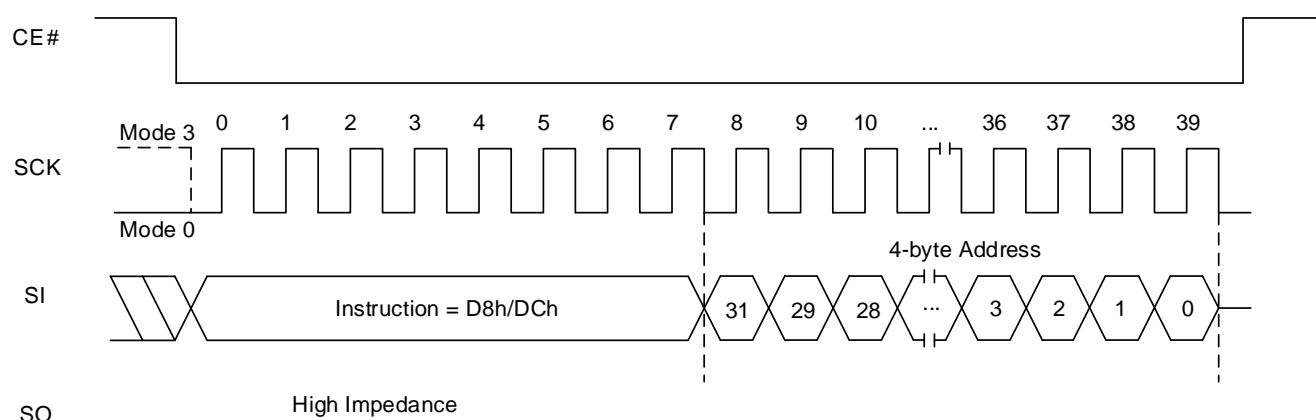 CE#
Mode 3
0 1 2 3 4 5 6 7 8 9 10 ... 36 37 38 39
SCK
Mode 0
4-byte Address
SI
Instruction = D8h/DCh
31 29 28 ... 3 2 1 0
SO
High Impedance